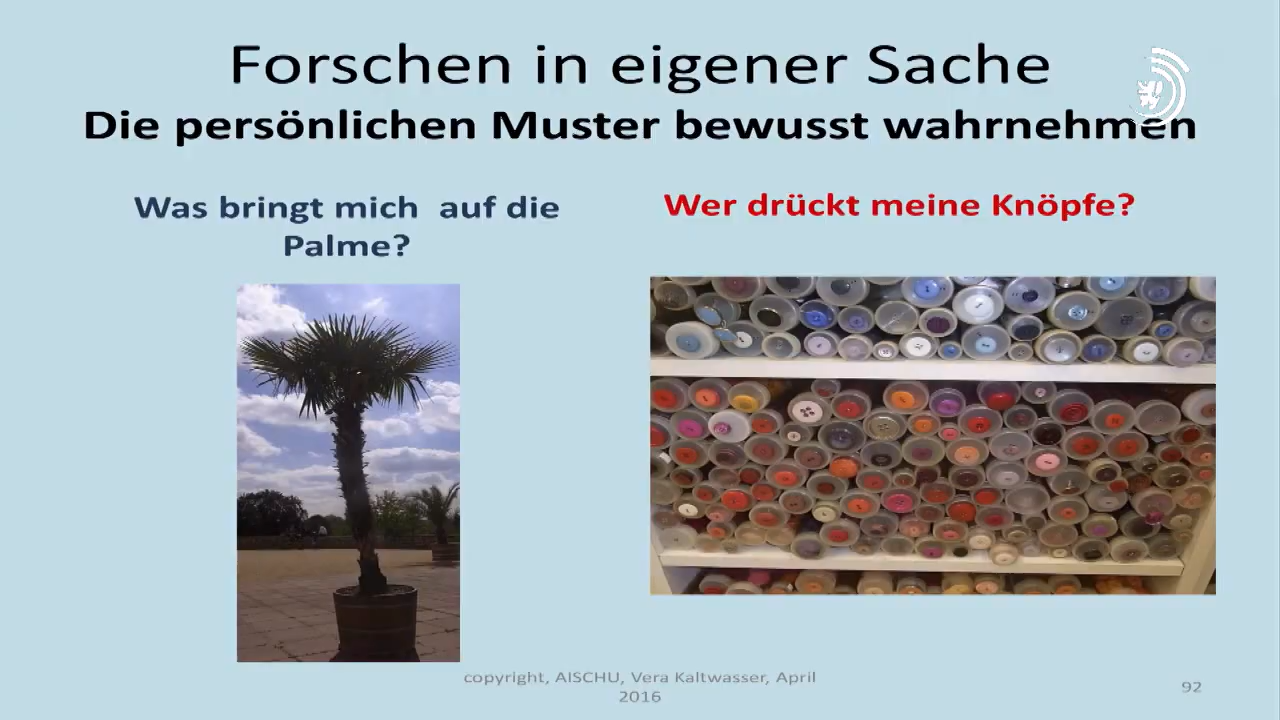 Forschen in eigener Sache
Die persönlichen Muster bewusst wahrnehmen
Was bringt mich auf die
Palme?
Wer drückt meine Knöpfe?
copyright, AISCHU, Vera Kaltwasser, April
2016
92